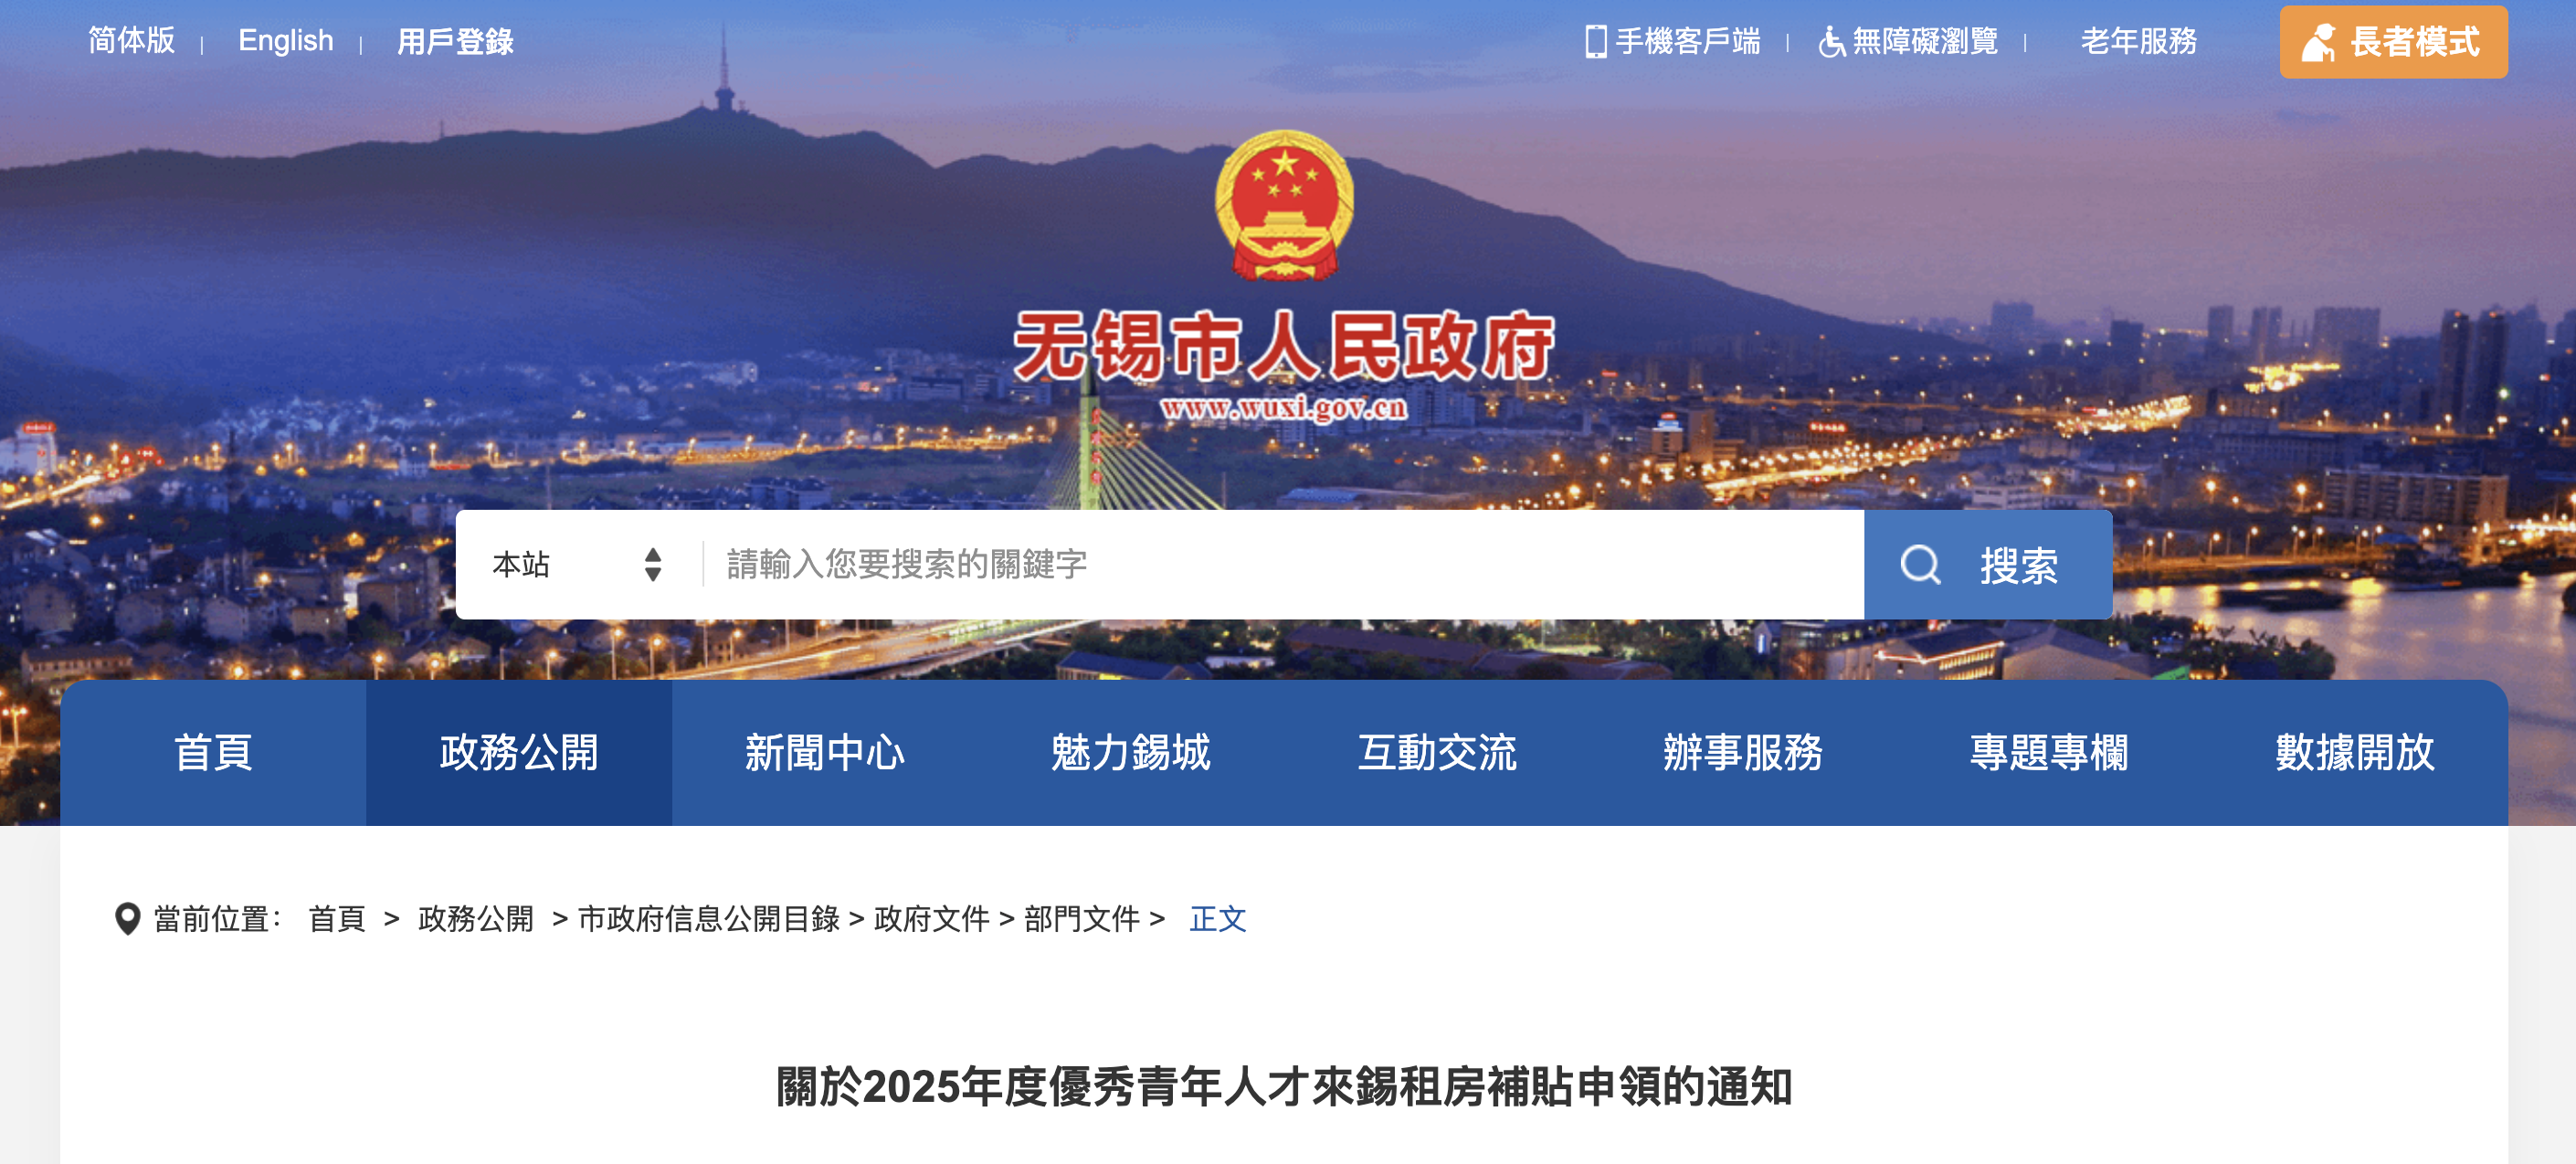 简体版 | English | 用戶登錄
手機客戶端 | 無障礙瀏覽 | 老年服務 長者模式
无锡市人民政府
www.wuxi.gov.cn
本站 請輸入您要搜索的關鍵字 搜索
首頁 政務公開 新聞中心 魅力錫城 互動交流 辦事服務 專題專欄 數據開放
當前位置： 首頁 > 政務公開 > 市政府信息公開目錄 > 政府文件 > 部門文件 > 正文
關於2025年度優秀青年人才來錫租房補貼申領的通知